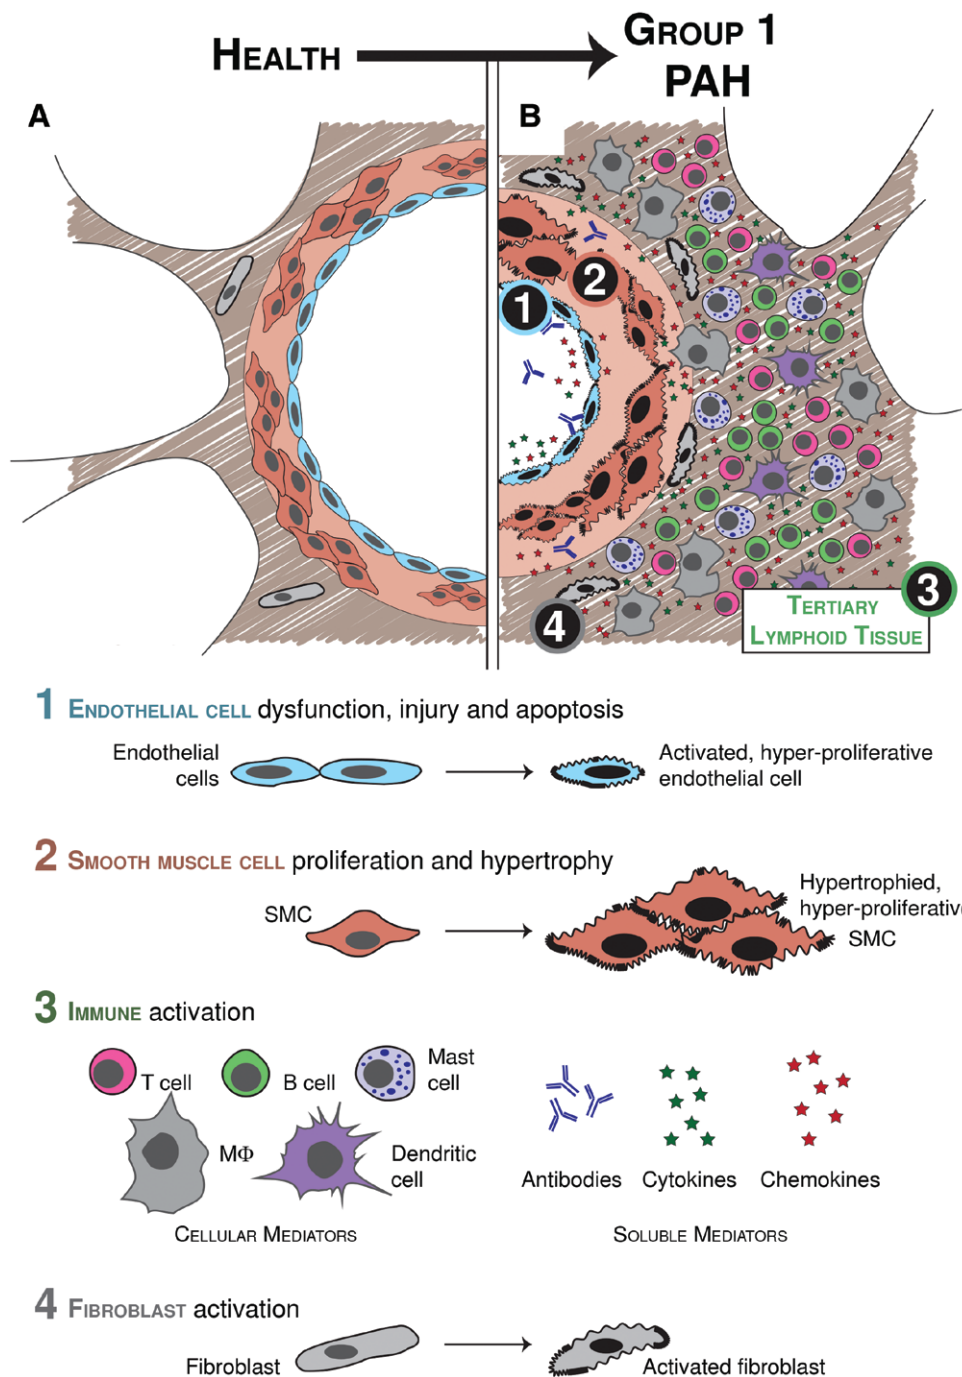 HEALTH
GROUP 1
PAH
A
B
1
2
3
4
TERTIARY
LYMPHOID TISSUE
1 ENDOTHELIAL CELL dysfunction, injury and apoptosis
Endothelial
cells
Activated, hyper-proliferative
endothelial cell
2 SMOOTH MUSCLE CELL proliferation and hypertrophy
SMC
Hypertrophied,
hyper-proliferative
SMC
3 IMMUNE activation
T cell
B cell
Mast
cell
MΦ
Dendritic
cell
Antibodies
Cytokines
Chemokines
CELLULAR MEDIATORS
SOLUBLE MEDIATORS
4 FIBROBLAST activation
Fibroblast
Activated fibroblast